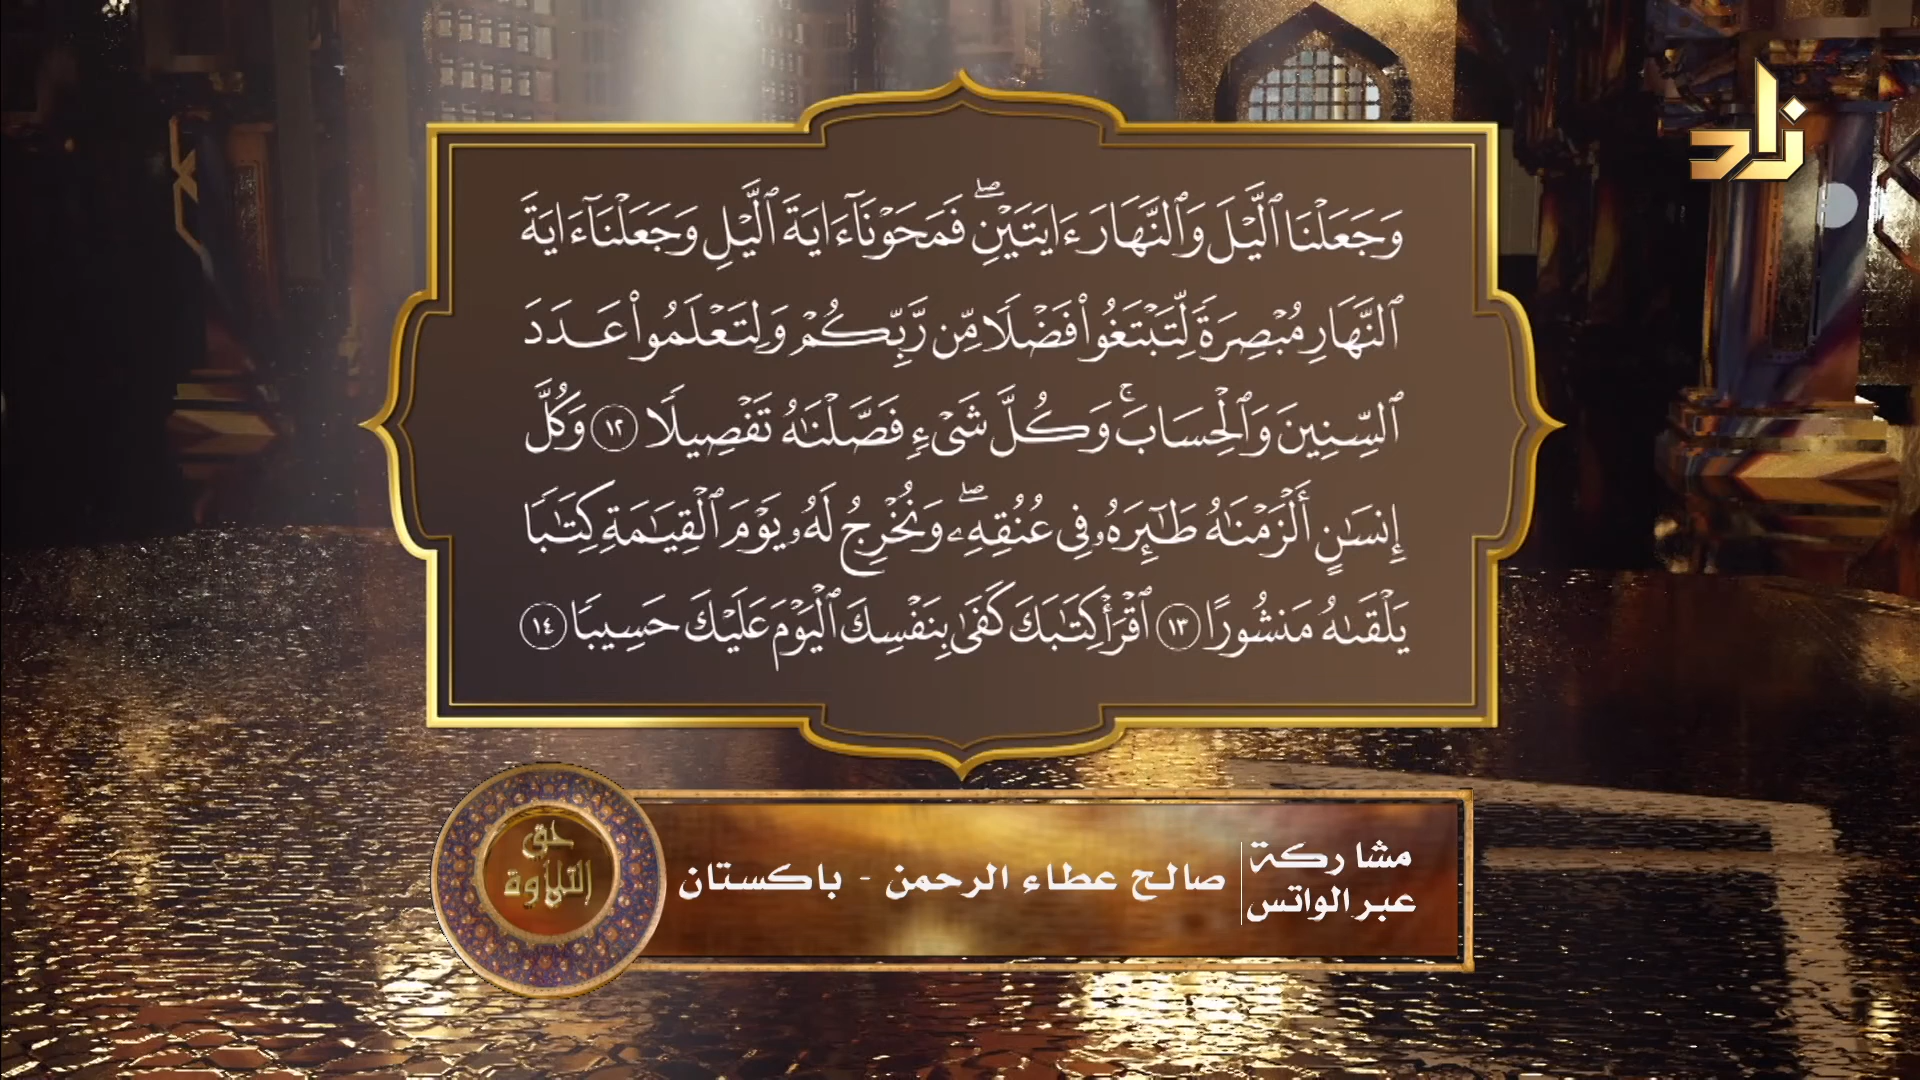 زاد
وَجَعَلْنَا ٱلَّيْلَ وَٱلنَّهَارَ ءَايَتَيْنِۖ فَمَحَوْنَآ ءَايَةَ ٱلَّيْلِ وَجَعَلْنَآ ءَايَةَ
ٱلنَّهَارِ مُبْصِرَةً لِّتَبْتَغُوا۟ فَضْلًا مِّن رَّبِّكُمْ وَلِتَعْلَمُوا۟ عَدَدَ
ٱلسِّنِينَ وَٱلْحِسَابَۚ وَكُلَّ شَىْءٍ فَصَّلْنَٰهُ تَفْصِيلًا ١٢ وَكُلَّ
إِنسَٰنٍ أَلْزَمْنَٰهُ طَٰٓئِرَهُۥ فِى عُنُقِهِۦۖ وَنُخْرِجُ لَهُۥ يَوْمَ ٱلْقِيَٰمَةِ كِتَٰبًا
يَلْقَىٰهُ مَنشُورًا ١٣ ٱقْرَأْ كِتَٰبَكَ كَفَىٰ بِنَفْسِكَ ٱلْيَوْمَ عَلَيْكَ حَسِيبًا ١٤
مشاركة
عبر الواتس
صالح عطاء الرحمن - باكستان
حق
التلاوة